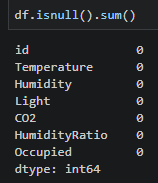 df.isnull().sum()
id 0
Temperature 0
Humidity 0
Light 0
CO2 0
HumidityRatio 0
Occupied 0
dtype: int64